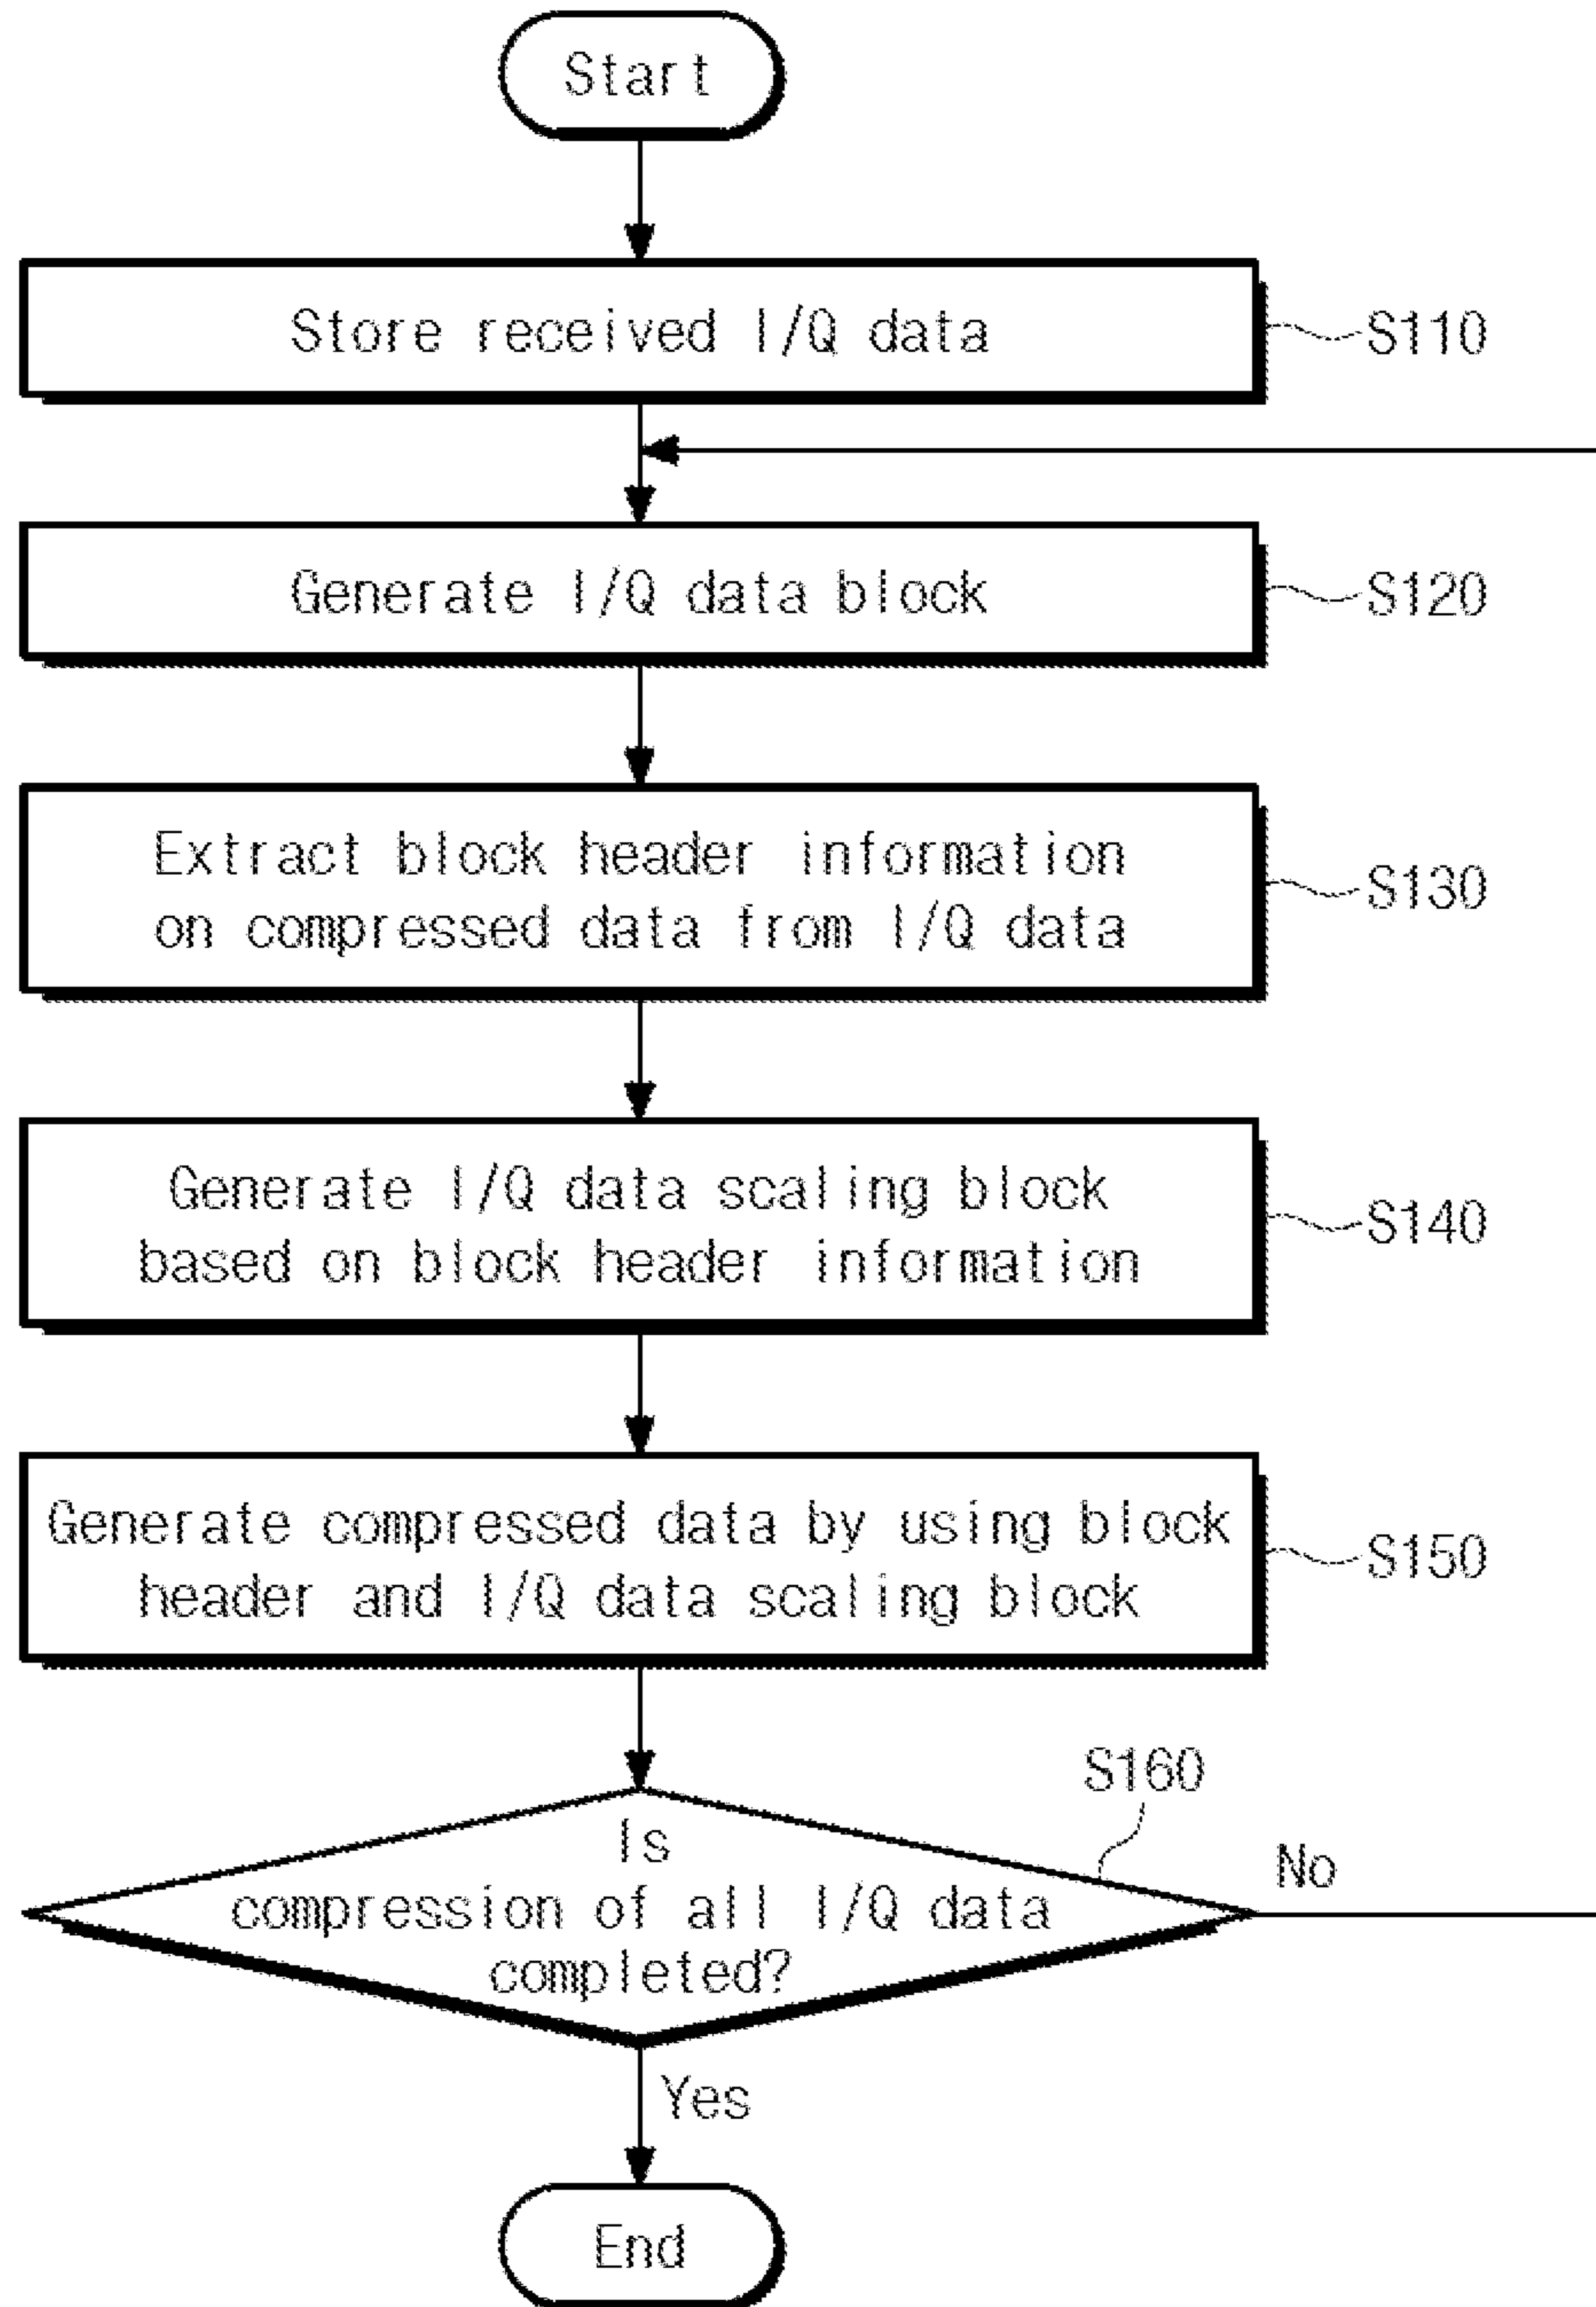 Start
Store received I/Q data
S110
Generate I/Q data block
S120
Extract block header information
on compressed data from I/Q data
S130
Generate I/Q data scaling block
based on block header information
S140
Generate compressed data by using block
header and I/Q data scaling block
S150
S160
Is
compression of all I/Q data
completed?
No
Yes
End